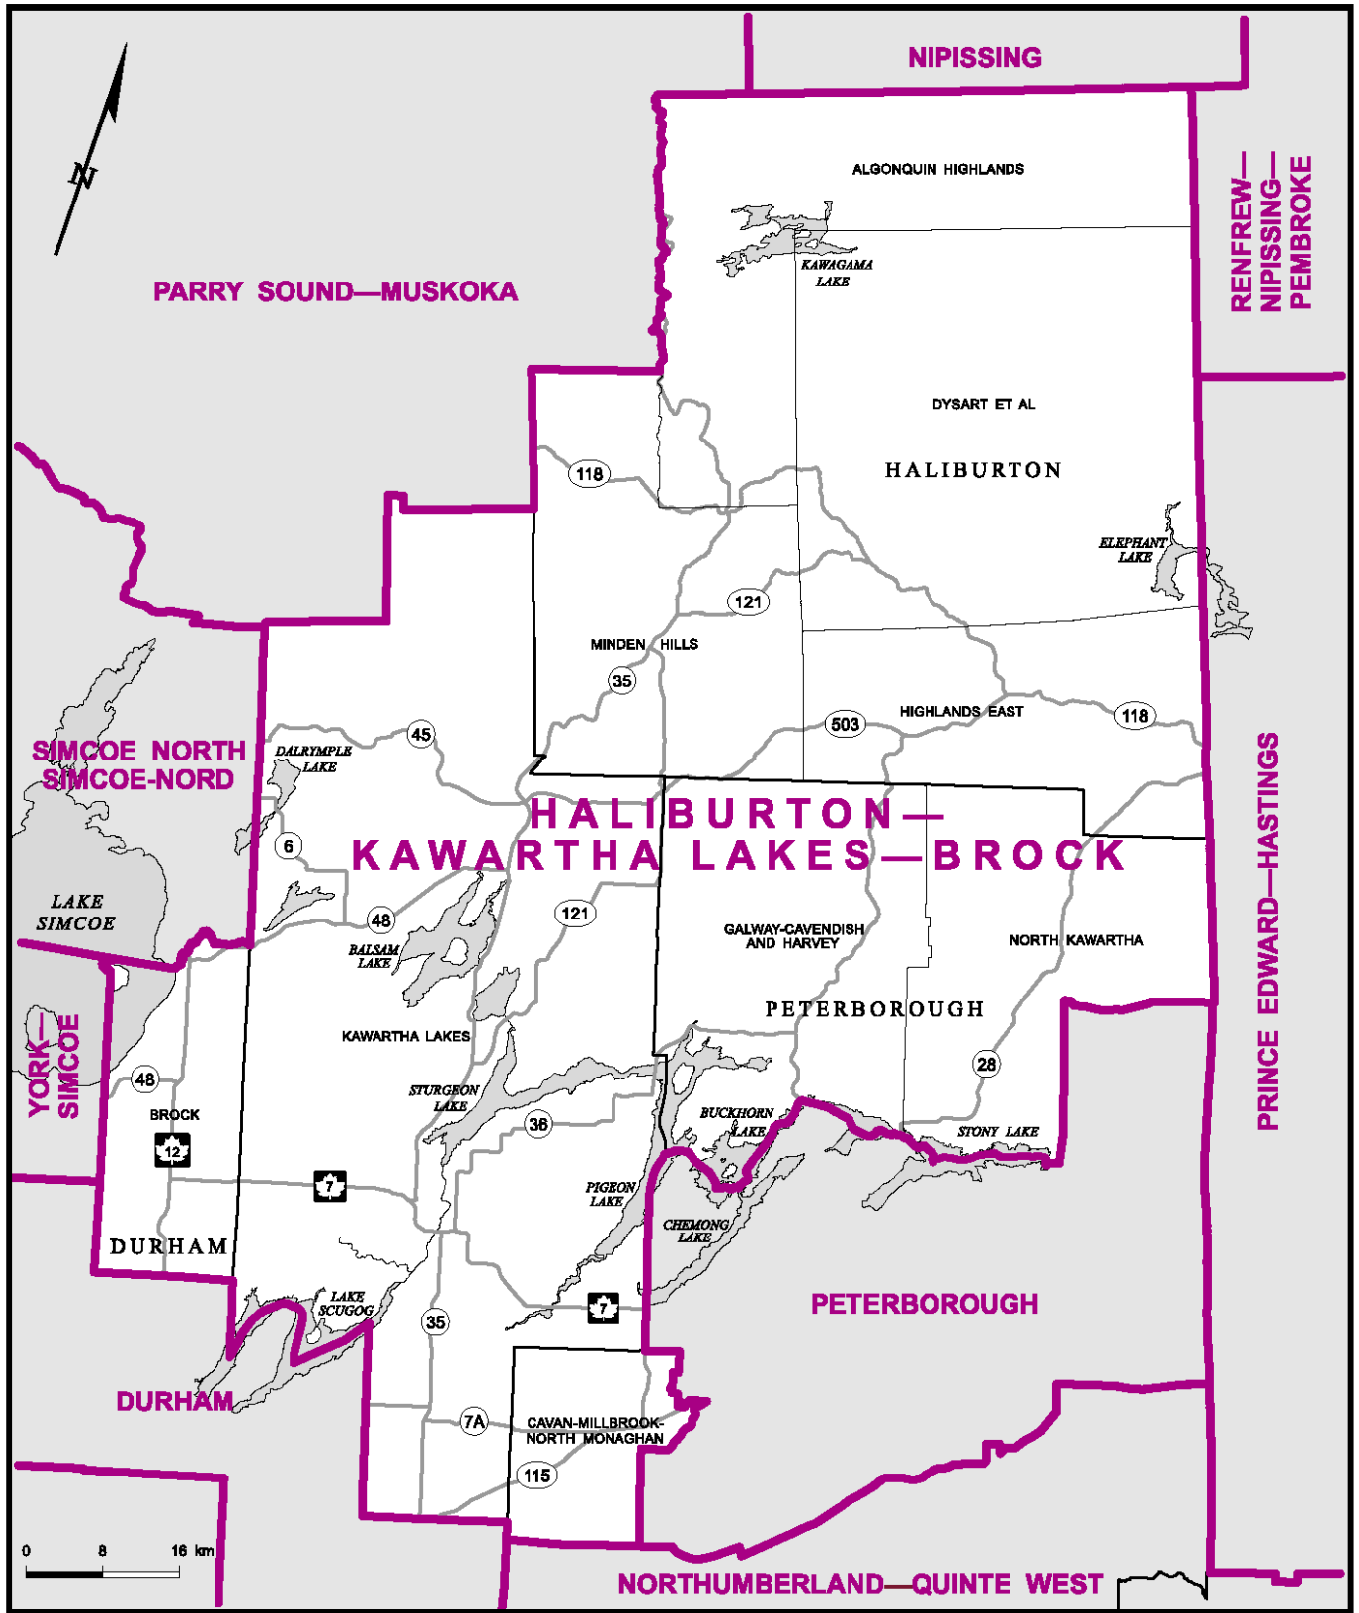 NIPISSING
N
ALGONQUIN HIGHLANDS
RENFREW—
NIPISSING—
PEMBROKE
KAWAGAMA
LAKE
PARRY SOUND—MUSKOKA
DYSART ET AL
HALIBURTON
118
ELEPHANT
LAKE
121
MINDEN HILLS
35
HIGHLANDS EAST
118
503
45
SIMCOE NORTH
SIMCOE-NORD
DALRYMPLE
LAKE
HALIBURTON—
KAWARTHA LAKES—BROCK
6
LAKE
SIMCOE
48
121
BALSAM
LAKE
GALWAY-CAVENDISH
AND HARVEY
NORTH KAWARTHA
PRINCE EDWARD—HASTINGS
PETERBOROUGH
KAWARTHA LAKES
YORK—
SIMCOE
48
28
STURGEON
LAKE
BROCK
12
36
BUCKHORN
LAKE
STONY LAKE
7
PIGEON
LAKE
CHEMONG
LAKE
DURHAM
LAKE
SCUGOG
7
35
PETERBOROUGH
DURHAM
7A
CAVAN-MILLBROOK-
NORTH MONAGHAN
115
0 8 16 km
NORTHUMBERLAND—QUINTE WEST